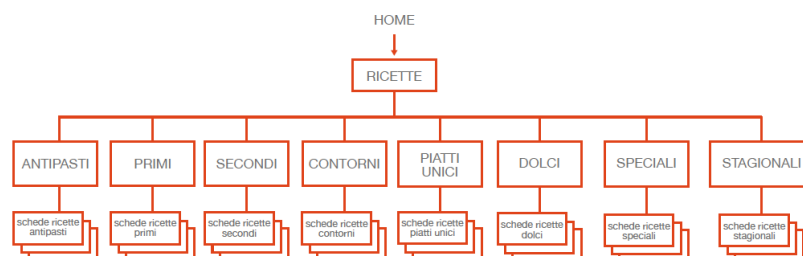 HOME
RICETTE
ANTIPASTI
PRIMI
SECONDI
CONTORNI
PIATTI
UNICI
DOLCI
SPECIALI
STAGIONALI
schede ricette
antipasti
schede ricette
primi
schede ricette
secondi
schede ricette
contorni
schede ricette
piatti unici
schede ricette
dolci
schede ricette
speciali
schede ricette
stagionali